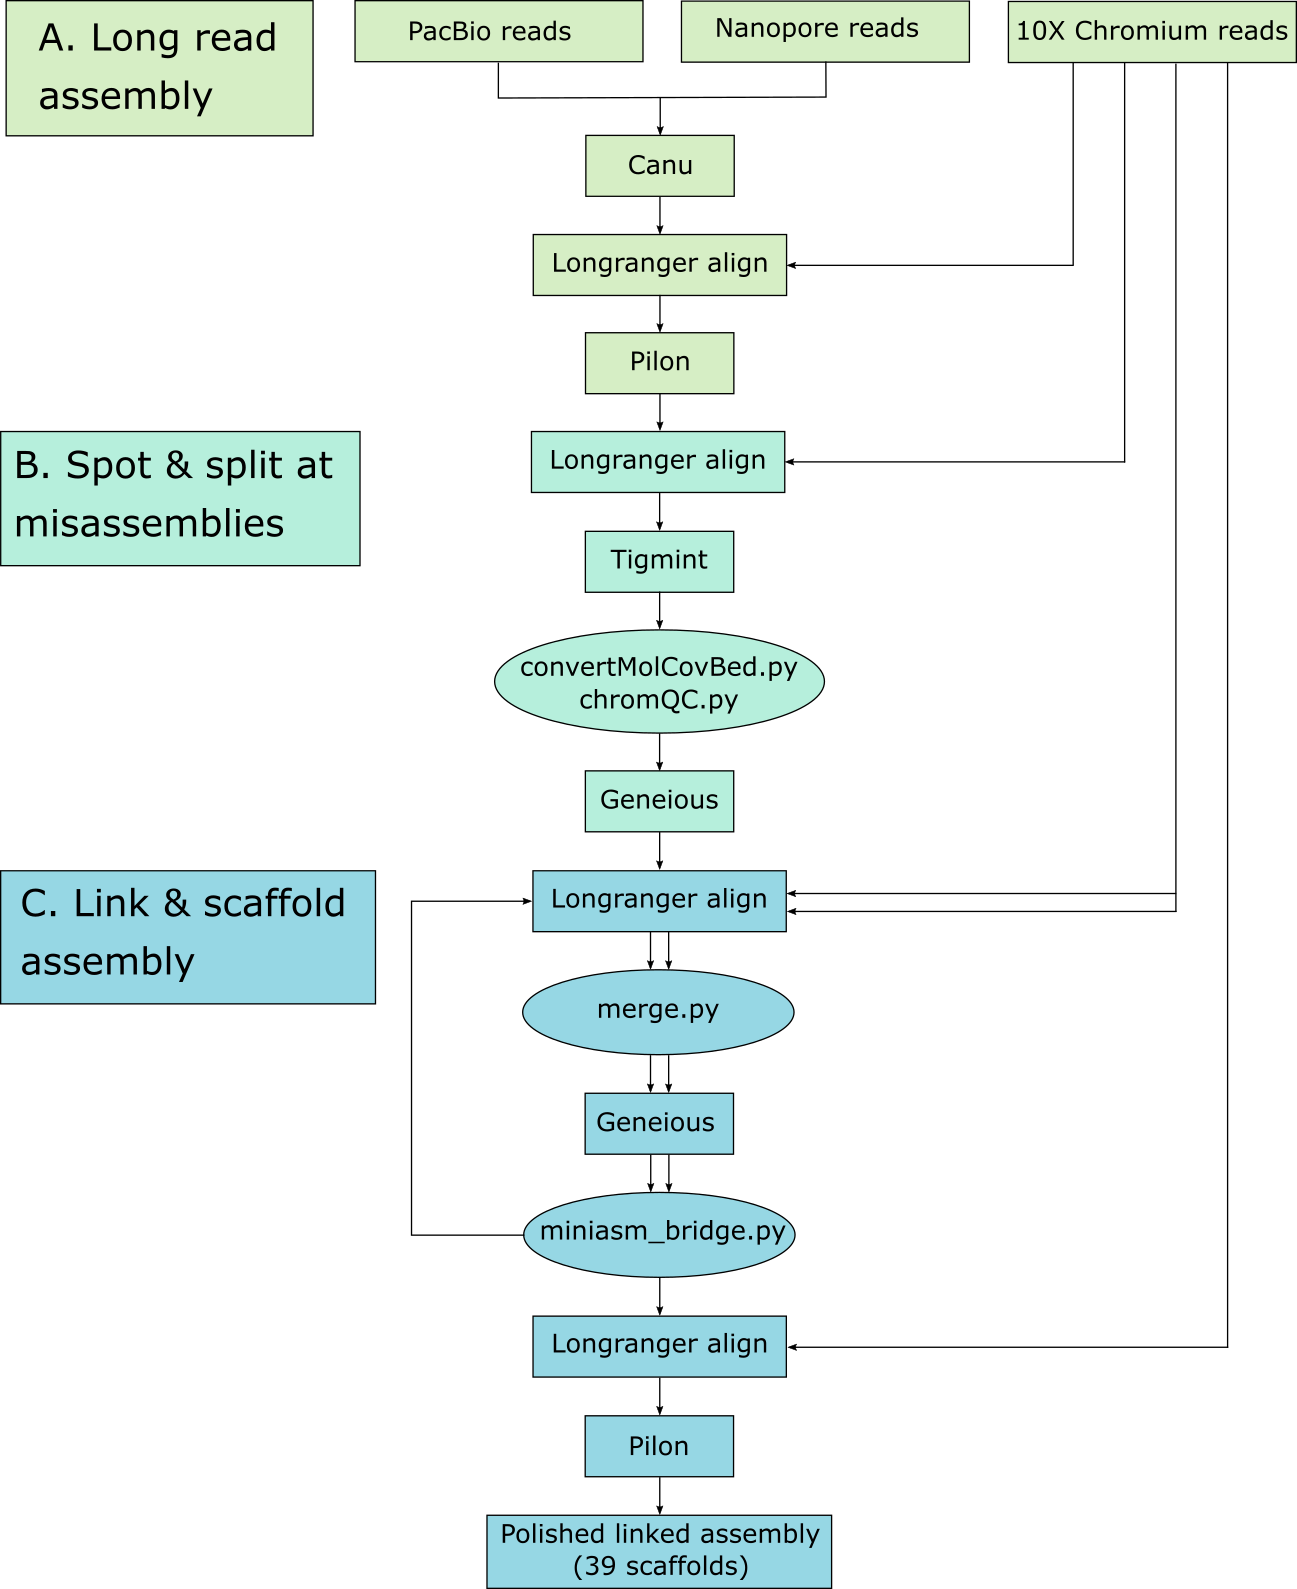 A. Long read
assembly
PacBio reads
Nanopore reads
10X Chromium reads
Canu
Longranger align
Pilon
B. Spot & split at
misassemblies
Longranger align
Tigmint
convertMolCovBed.py
chromQC.py
Geneious
C. Link & scaffold
assembly
Longranger align
merge.py
Geneious
miniasm_bridge.py
Longranger align
Pilon
Polished linked assembly
(39 scaffolds)